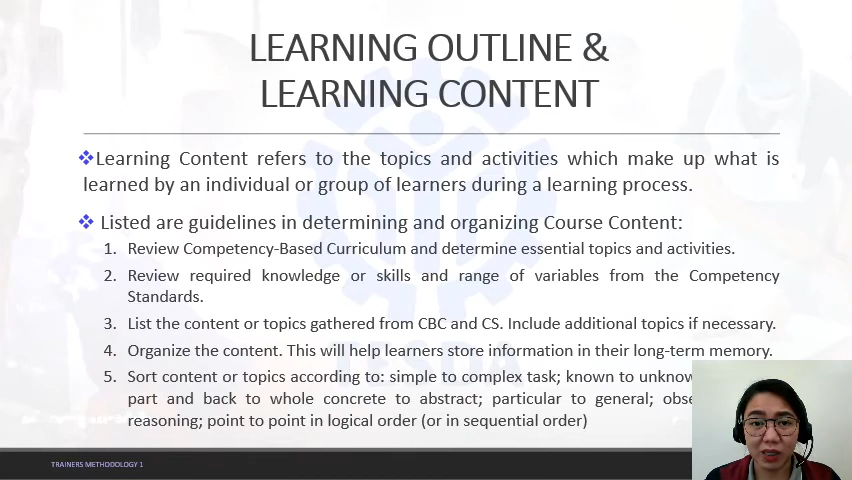 LEARNING OUTLINE &
LEARNING CONTENT
❖Learning Content refers to the topics and activities which make up what is
learned by an individual or group of learners during a learning process.
❖ Listed are guidelines in determining and organizing Course Content:
1. Review Competency-Based Curriculum and determine essential topics and activities.
2. Review required knowledge or skills and range of variables from the Competency
Standards.
3. List the content or topics gathered from CBC and CS. Include additional topics if necessary.
4. Organize the content. This will help learners store information in their long-term memory.
5. Sort content or topics according to: simple to complex task; known to
part and back to whole concrete to abstract; particular to general;
reasoning; point to point in logical order (or in sequential order)
TRAINERS METHODOLOGY 1